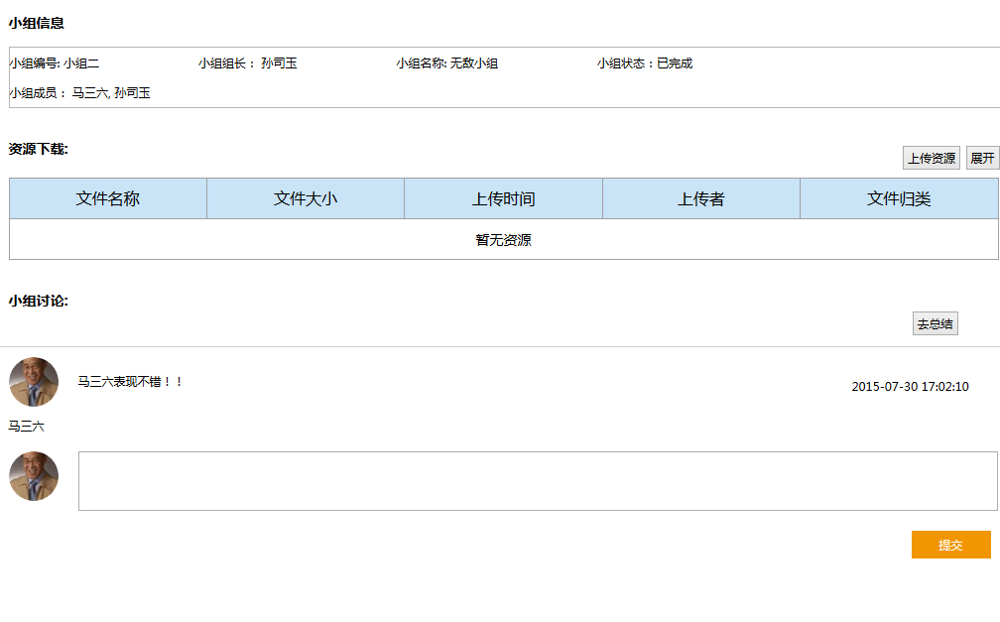 小组信息
小组编号: 小组二 小组组长： 孙司玉 小组名称: 无敌小组 小组状态：已完成
小组成员： 马三六, 孙司玉
资源下载:
上传资源 展开
文件名称 文件大小 上传时间 上传者 文件归类
暂无资源
小组讨论:
去总结
马三六表现不错！！
2015-07-30 17:02:10
马三六
提交